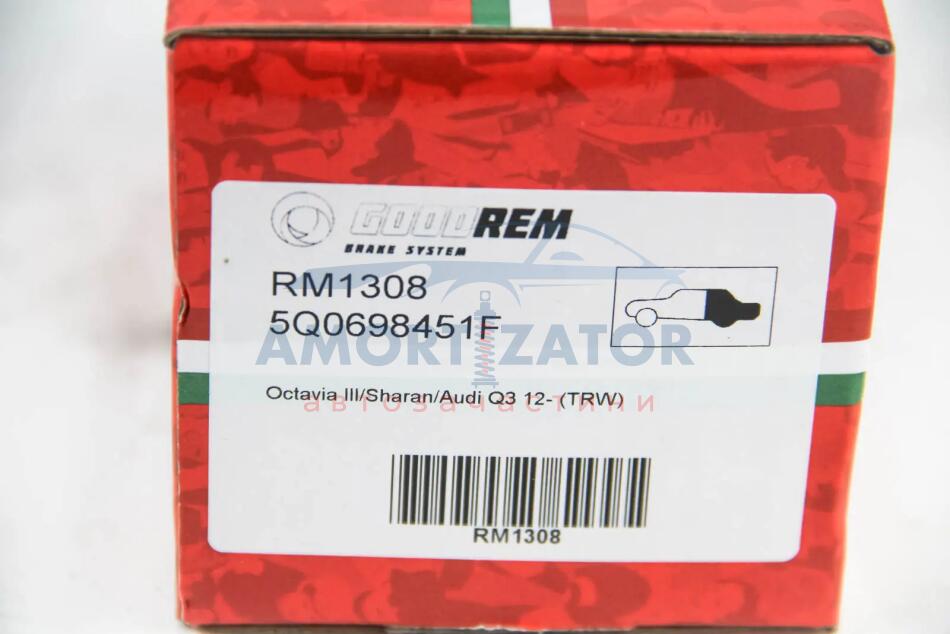 GOODREM
BRAKE SYSTEM
RM1308
5Q0698451F
AMORTIZATOR
Octavia III/Sharan/Audi Q3 12- (TRW)
автозапчастини
RM1308